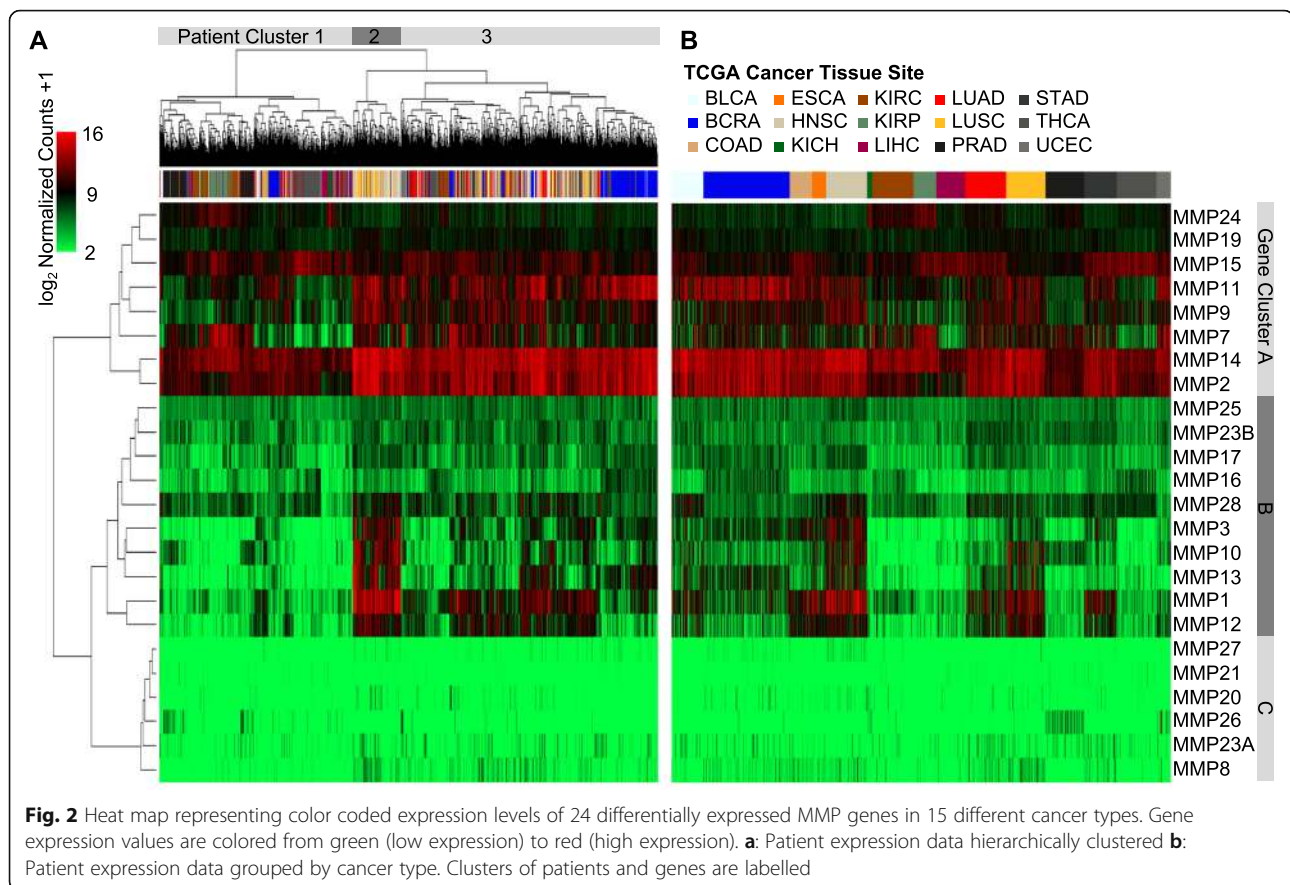 A
Patient Cluster 1
2
3
B
TCGA Cancer Tissue Site
BLCA ESCA KIRC LUAD STAD
BCRA HNSC KIRP LUSC THCA
COAD KICH LIHC PRAD UCEC
log2 Normalized Counts +1
16
9
2
MMP24
MMP19
MMP15
MMP11
MMP9
MMP7
MMP14
MMP2
MMP25
MMP23B
MMP17
MMP16
MMP28
MMP3
MMP10
MMP13
MMP1
MMP12
MMP27
MMP21
MMP20
MMP26
MMP23A
MMP8
Gene Cluster A
B
C
Fig. 2 Heat map representing color coded expression levels of 24 differentially expressed MMP genes in 15 different cancer types. Gene
expression values are colored from green (low expression) to red (high expression). a: Patient expression data hierarchically clustered b:
Patient expression data grouped by cancer type. Clusters of patients and genes are labelled